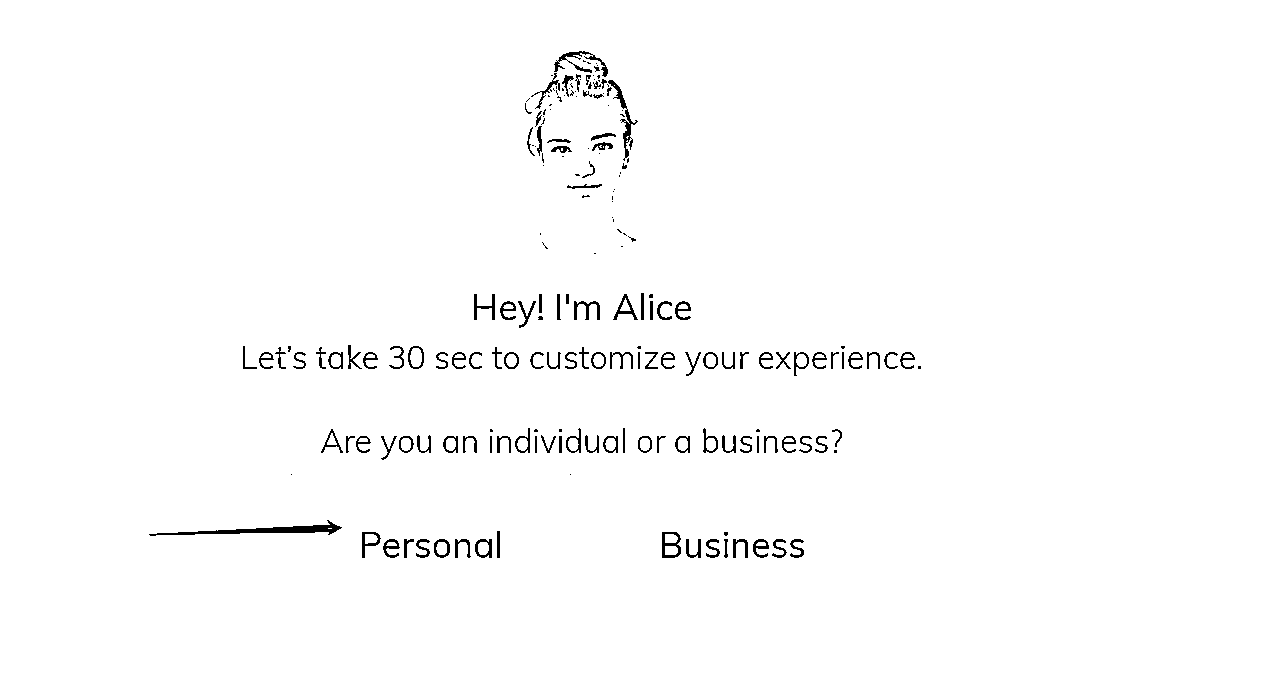 Hey! I'm Alice
Let’s take 30 sec to customize your experience.
Are you an individual or a business?
Personal Business